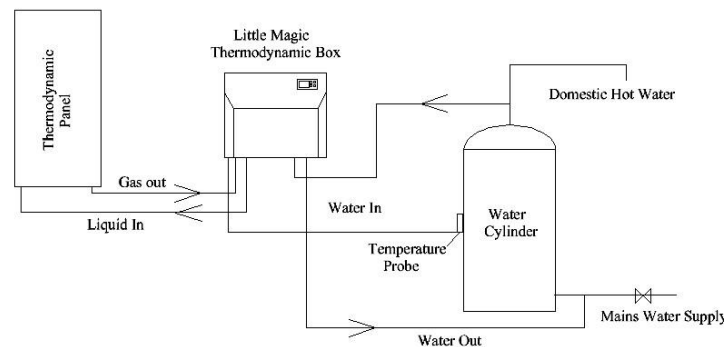 Little Magic
Thermodynamic Box
Thermodynamic
Panel
Domestic Hot Water
Gas out
Liquid In
Water In
Water
Cylinder
Temperature
Probe
Mains Water Supply
Water Out